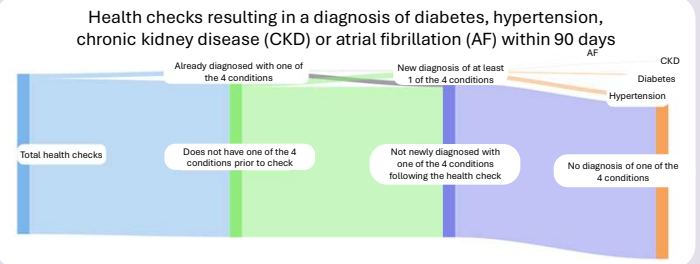 Health checks resulting in a diagnosis of diabetes, hypertension,
chronic kidney disease (CKD) or atrial fibrillation (AF) within 90 days
AF
CKD
Already diagnosed with one of
the 4 conditions
New diagnosis of at least
1 of the 4 conditions
Diabetes
Hypertension
Total health checks
Does not have one of the 4
conditions prior to check
Not newly diagnosed with
one of the 4 conditions
following the health check
No diagnosis of one of the
4 conditions